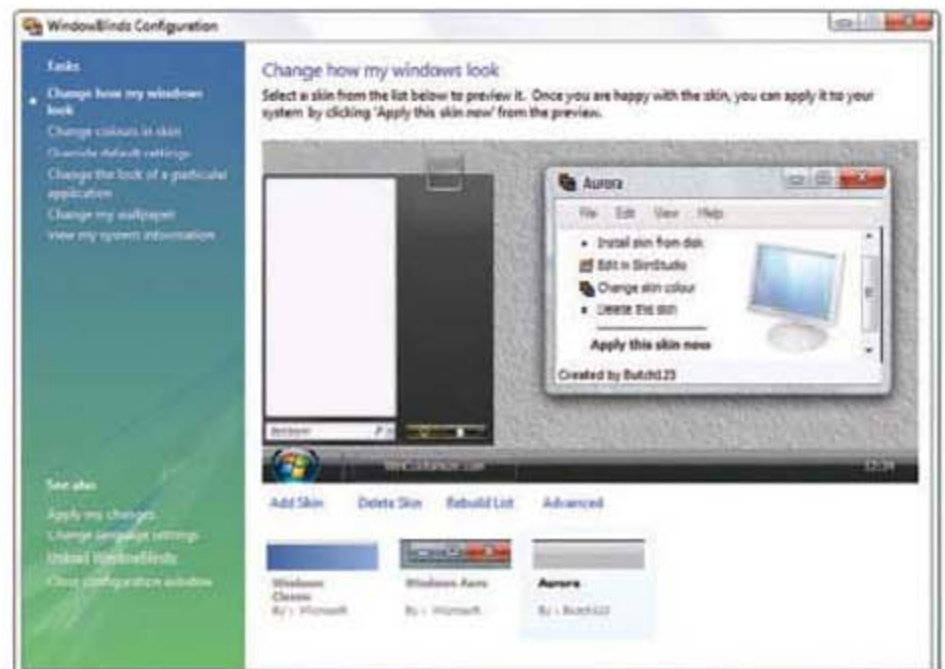 WindowBlinds Configuration
Tasks
Change how my windows
look
Change colours in skin
Override default settings
Change the look of a particular
application
Change my wallpaper
View my system information
See also
Apply my changes
Change language settings
Unload WindowBlinds
Close configuration window
Change how my windows look
Select a skin from the list below to preview it. Once you are happy with the skin, you can apply it to your
system by clicking 'Apply this skin now' from the preview.
Aurora
File Edit View Help
Install skin from disk
Edit in SkinStudio
Change skin colour
Delete this skin
Apply this skin now
Created by Butch123
12:34
Add Skin Delete Skin Rebuild List Advanced
Windows
Classic
By : Microsoft
Windows Aero
By : Microsoft
Aurora
By : Butch123